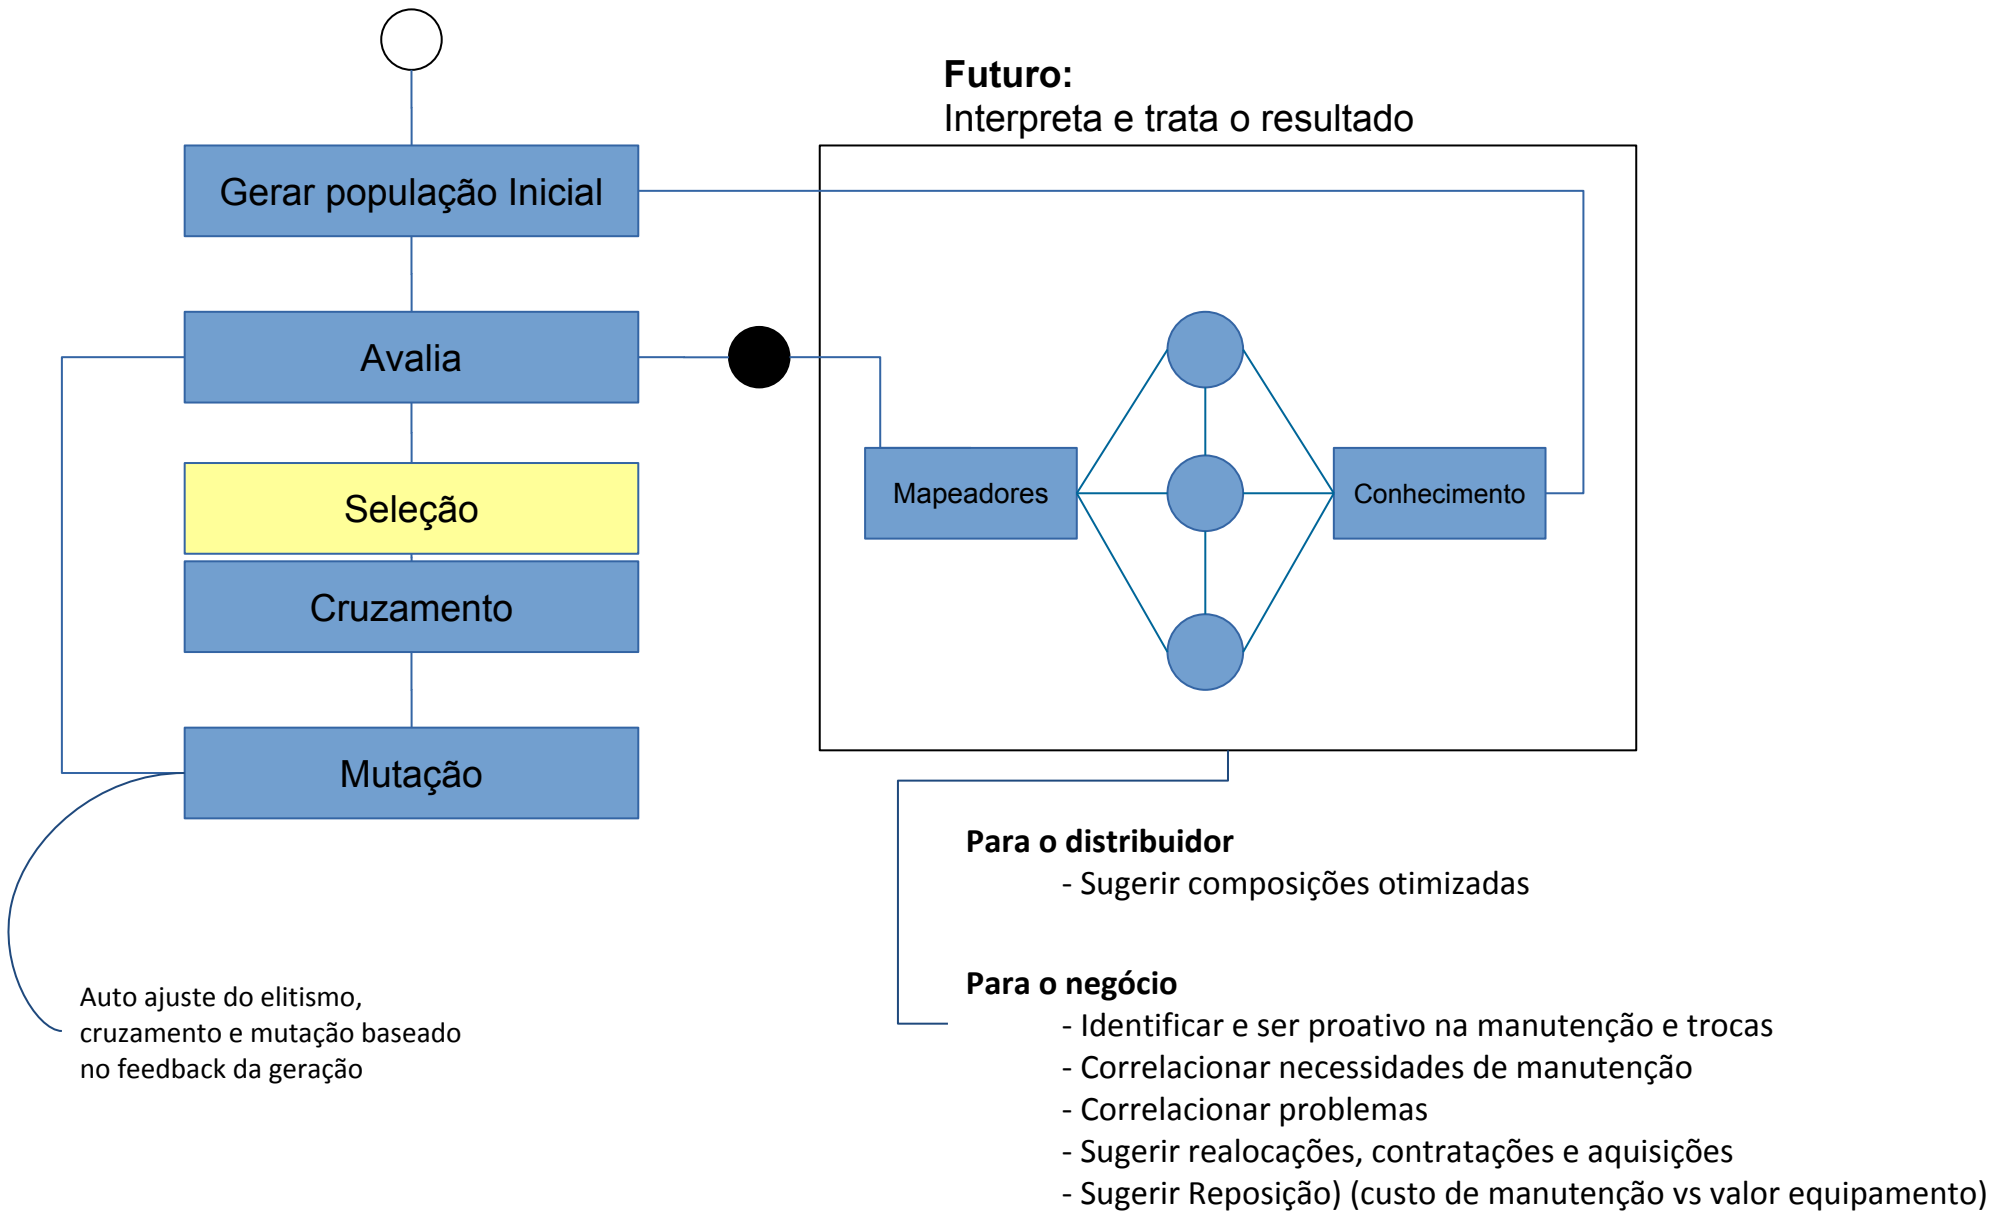 Futuro:
Interpreta e trata o resultado
Gerar população Inicial
Avalia
Seleção
Cruzamento
Mutação
Mapeadores
Conhecimento
Auto ajuste do elitismo,
cruzamento e mutação baseado
no feedback da geração
Para o distribuidor
- Sugerir composições otimizadas
Para o negócio
- Identificar e ser proativo na manutenção e trocas
- Correlacionar necessidades de manutenção
- Correlacionar problemas
- Sugerir realocações, contratações e aquisições
- Sugerir Reposição) (custo de manutenção vs valor equipamento)